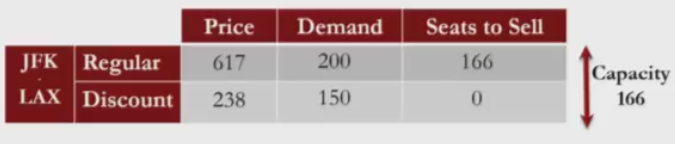 Price Demand Seats to Sell
JFK - LAX
Regular 617 200 166
Discount 238 150 0
Capacity
166